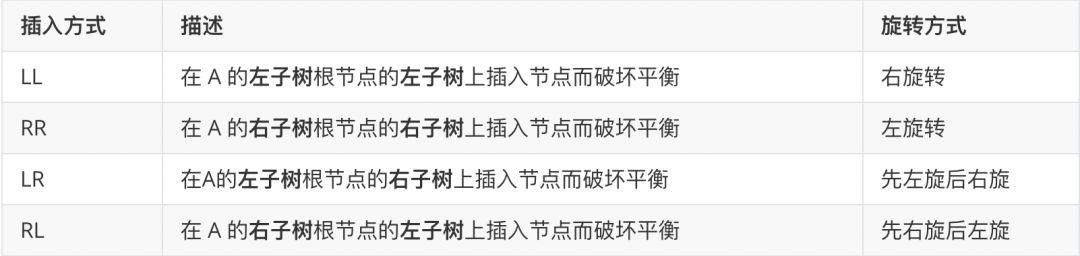 插入方式 描述 旋转方式
LL 在 A 的左子树根节点的左子树上插入节点而破坏平衡 右旋转
RR 在 A 的右子树根节点的右子树上插入节点而破坏平衡 左旋转
LR 在A的左子树根节点的右子树上插入节点而破坏平衡 先左旋后右旋
RL 在 A 的右子树根节点的左子树上插入节点而破坏平衡 先右旋后左旋